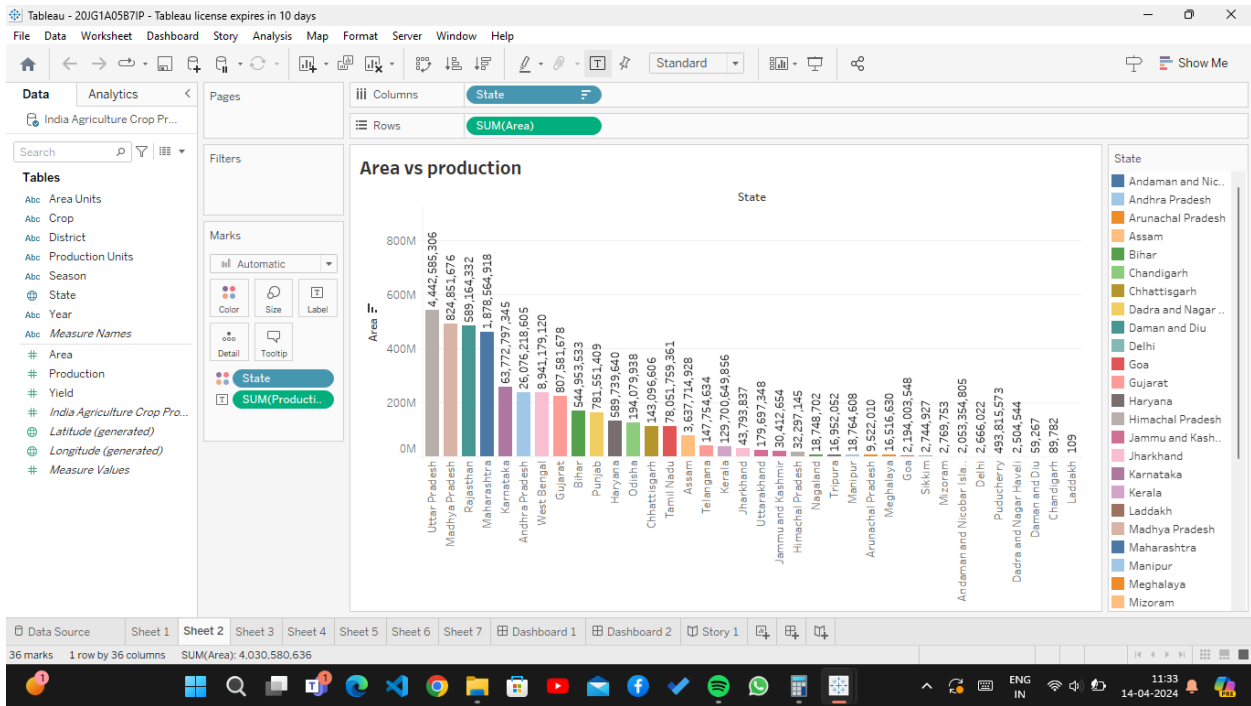 Tableau - 20JG1A05B7IP - Tableau license expires in 10 days
File Data Worksheet Dashboard Story Analysis Map Format Server Window Help
Standard
Show Me
Data Analytics
India Agriculture Crop Pr...
Search
Tables
Abc Area Units
Abc Crop
Abc District
Abc Production Units
Abc Season
State
Abc Year
Abc Measure Names
# Area
# Production
# Yield
# India Agriculture Crop Pro...
Latitude (generated)
Longitude (generated)
# Measure Values
Pages
Filters
Marks
Automatic
Color Size Label
Detail Tooltip
State
SUM(Producti..
Columns State
Rows SUM(Area)
Area vs production
State
Area
800M
600M
400M
200M
0M
4,442,585,306
824,851,676
589,164,332
1,878,564,918
63,772,797,345
26,076,218,605
8,941,179,120
807,581,678
544,953,533
781,551,409
589,739,640
194,079,938
143,096,606
78,051,759,361
3,637,714,928
147,754,634
129,700,649,856
43,793,837
179,697,348
30,412,654
32,297,145
18,748,702
16,952,052
18,764,608
9,522,010
16,516,630
2,194,003,548
2,744,927
2,769,753
2,053,354,805
2,666,022
493,815,573
2,504,544
59,267
89,782
109
Uttar Pradesh
Madhya Pradesh
Rajasthan
Maharashtra
Karnataka
Andhra Pradesh
West Bengal
Gujarat
Bihar
Punjab
Haryana
Odisha
Chhattisgarh
Tamil Nadu
Assam
Telangana
Kerala
Jharkhand
Uttarakhand
Jammu and Kashmir
Himachal Pradesh
Nagaland
Tripura
Manipur
Arunachal Pradesh
Meghalaya
Goa
Sikkim
Mizoram
Andaman and Nicobar Isla..
Delhi
Puducherry
Dadra and Nagar Haveli
Daman and Diu
Chandigarh
Laddakh
State
Andaman and Nic..
Andhra Pradesh
Arunachal Pradesh
Assam
Bihar
Chandigarh
Chhattisgarh
Dadra and Nagar ..
Daman and Diu
Delhi
Goa
Gujarat
Haryana
Himachal Pradesh
Jammu and Kash..
Jharkhand
Karnataka
Kerala
Laddakh
Madhya Pradesh
Maharashtra
Manipur
Meghalaya
Mizoram
Data Source Sheet 1 Sheet 2 Sheet 3 Sheet 4 Sheet 5 Sheet 6 Sheet 7 Dashboard 1 Dashboard 2 Story 1
36 marks 1 row by 36 columns SUM(Area): 4,030,580,636
1
1
ENG
IN
11:33
14-04-2024
PRE